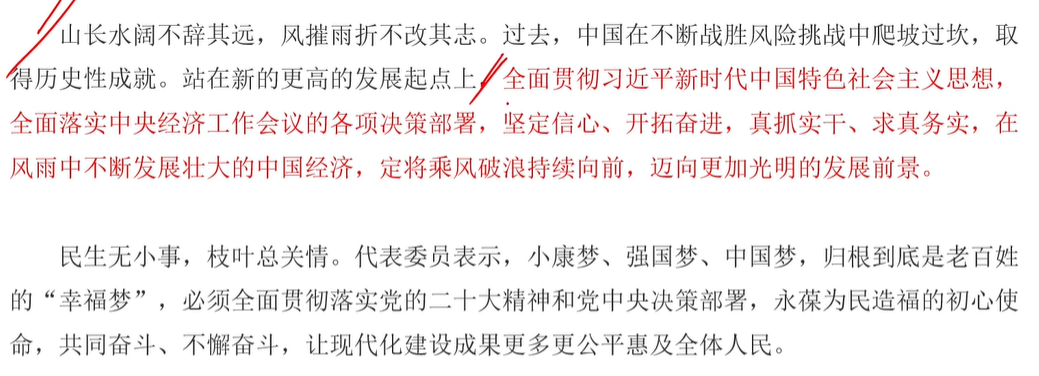 山长水阔不辞其远，风摧雨折不改其志。过去，中国在不断战胜风险挑战中爬坡过坎，取
得历史性成就。站在新的更高的发展起点上，全面贯彻习近平新时代中国特色社会主义思想，
全面落实中央经济工作会议的各项决策部署，坚定信心、开拓奋进，真抓实干、求真务实，在
风雨中不断发展壮大的中国经济，定将乘风破浪持续向前，迈向更加光明的发展前景。
民生无小事，枝叶总关情。代表委员表示，小康梦、强国梦、中国梦，归根到底是老百姓
的“幸福梦”，必须全面贯彻落实党的二十大精神和党中央决策部署，永葆为民造福的初心使
命，共同奋斗、不懈奋斗，让现代化建设成果更多更公平惠及全体人民。